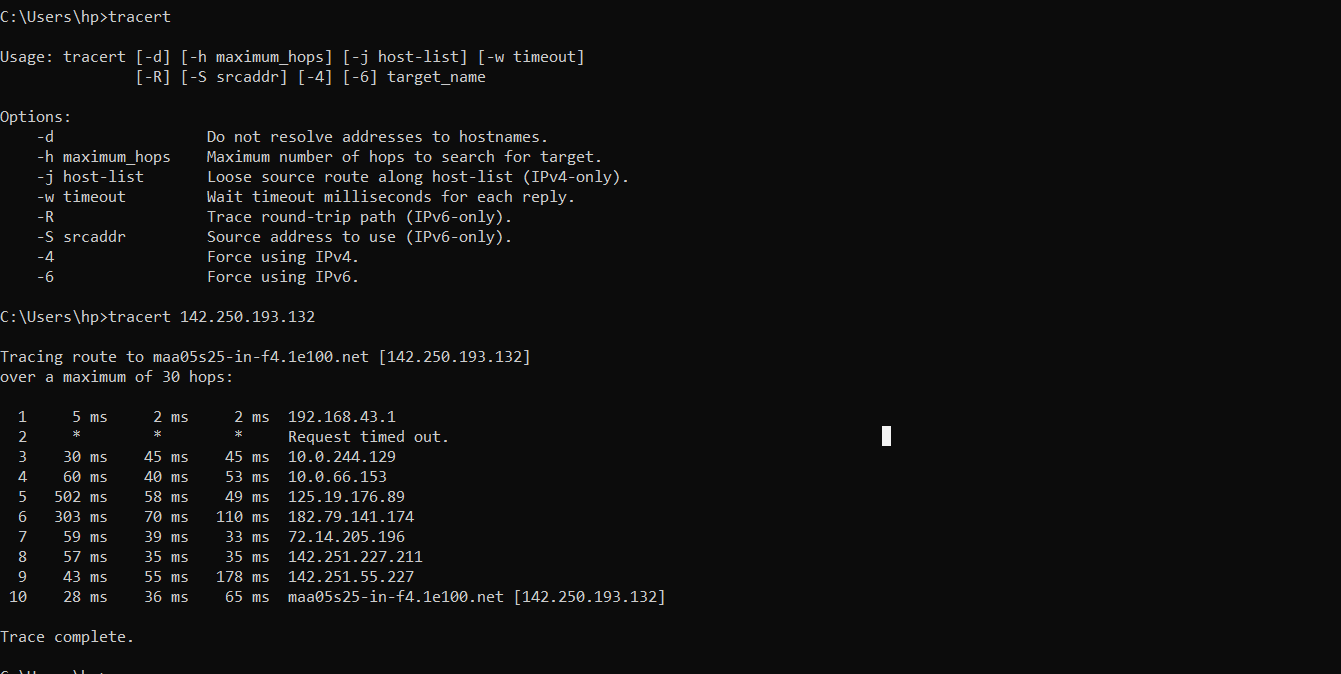 C:\Users\hp>tracert
Usage: tracert [-d] [-h maximum_hops] [-j host-list] [-w timeout]
               [-R] [-S srcaddr] [-4] [-6] target_name
Options:
    -d                 Do not resolve addresses to hostnames.
    -h maximum_hops    Maximum number of hops to search for target.
    -j host-list       Loose source route along host-list (IPv4-only).
    -w timeout         Wait timeout milliseconds for each reply.
    -R                 Trace round-trip path (IPv6-only).
    -S srcaddr         Source address to use (IPv6-only).
    -4                 Force using IPv4.
    -6                 Force using IPv6.
C:\Users\hp>tracert 142.250.193.132
Tracing route to maa05s25-in-f4.1e100.net [142.250.193.132]
over a maximum of 30 hops:
  1     5 ms     2 ms     2 ms  192.168.43.1
  2     *        *        *     Request timed out.
  3    30 ms    45 ms    45 ms  10.0.244.129
  4    60 ms    40 ms    53 ms  10.0.66.153
  5   502 ms    58 ms    49 ms  125.19.176.89
  6   303 ms    70 ms   110 ms  182.79.141.174
  7    59 ms    39 ms    33 ms  72.14.205.196
  8    57 ms    35 ms    35 ms  142.251.227.211
  9    43 ms    55 ms   178 ms  142.251.55.227
 10    28 ms    36 ms    65 ms  maa05s25-in-f4.1e100.net [142.250.193.132]
Trace complete.